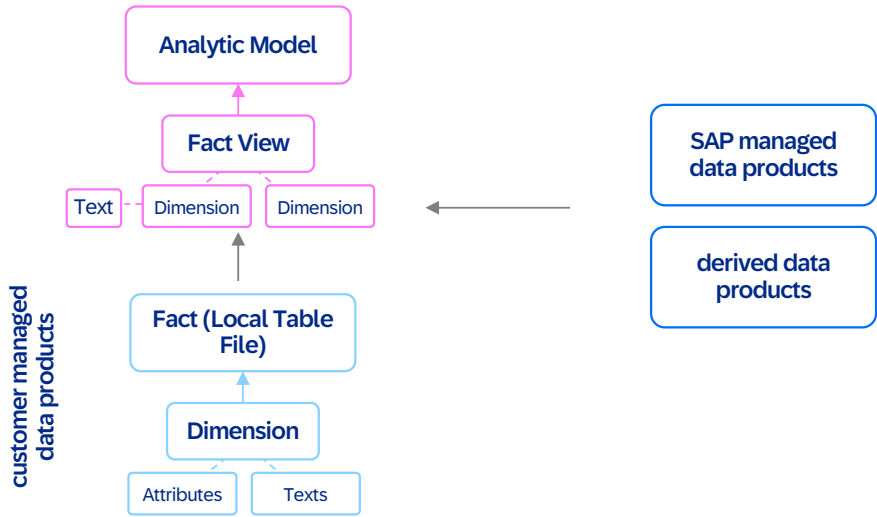 Analytic Model
Fact View
Text
Dimension
Dimension
SAP managed
data products
derived data
products
customer managed
data products
Fact (Local Table
File)
Dimension
Attributes
Texts